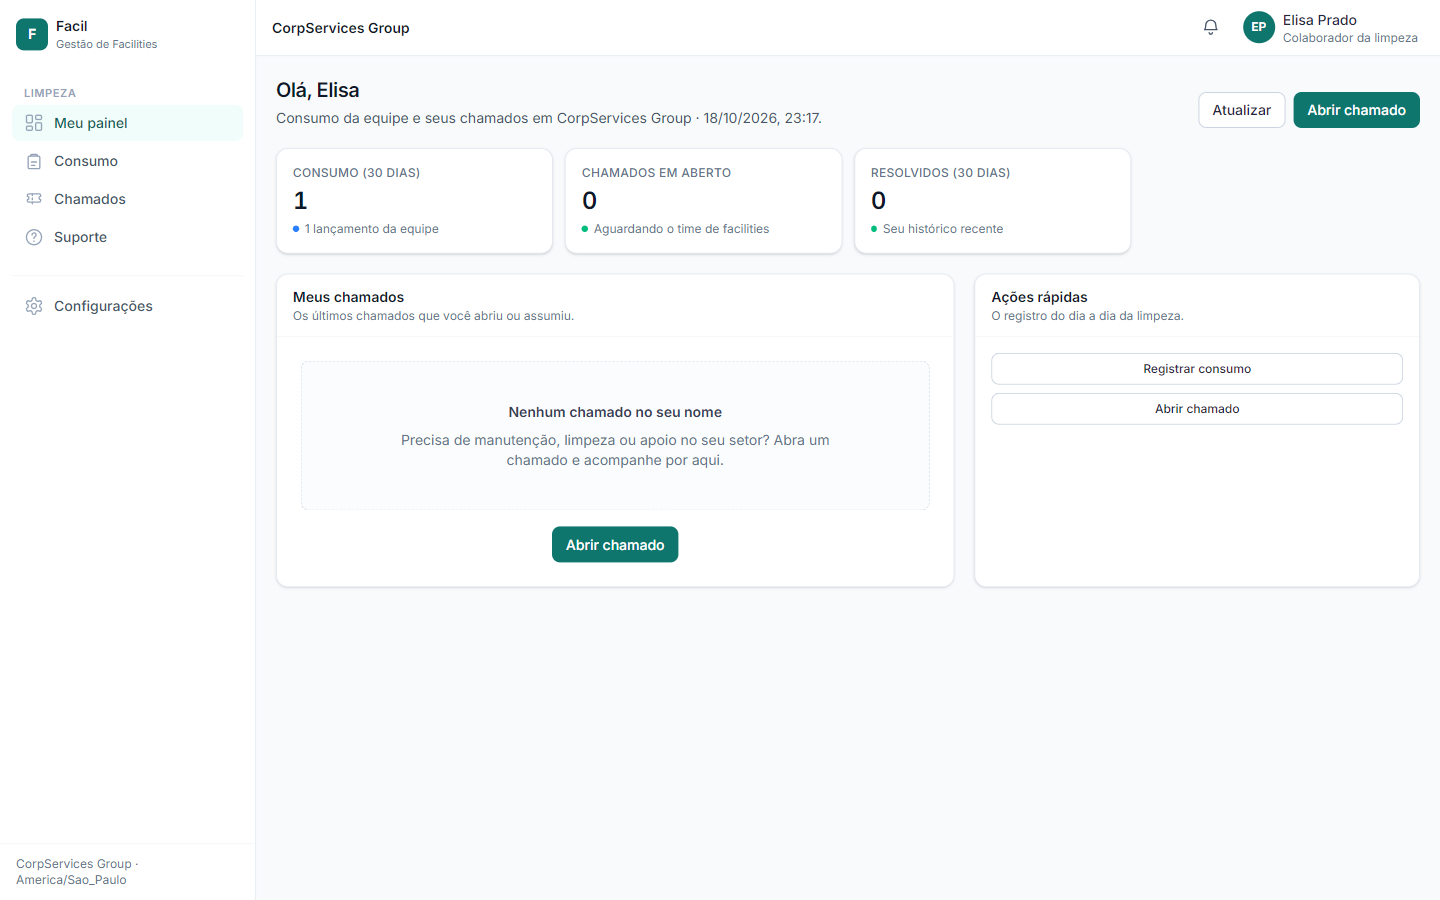 F
Facil
Gestão de Facilities
LIMPEZA
Meu painel
Consumo
Chamados
Suporte
Configurações
CorpServices Group ·
America/Sao_Paulo
CorpServices Group
EP
Elisa Prado
Colaborador da limpeza
Olá, Elisa
Consumo da equipe e seus chamados em CorpServices Group · 18/10/2026, 23:17.
Atualizar
Abrir chamado
CONSUMO (30 DIAS)
1
1 lançamento da equipe
CHAMADOS EM ABERTO
0
Aguardando o time de facilities
RESOLVIDOS (30 DIAS)
0
Seu histórico recente
Meus chamados
Os últimos chamados que você abriu ou assumiu.
Nenhum chamado no seu nome
Precisa de manutenção, limpeza ou apoio no seu setor? Abra um
chamado e acompanhe por aqui.
Abrir chamado
Ações rápidas
O registro do dia a dia da limpeza.
Registrar consumo
Abrir chamado